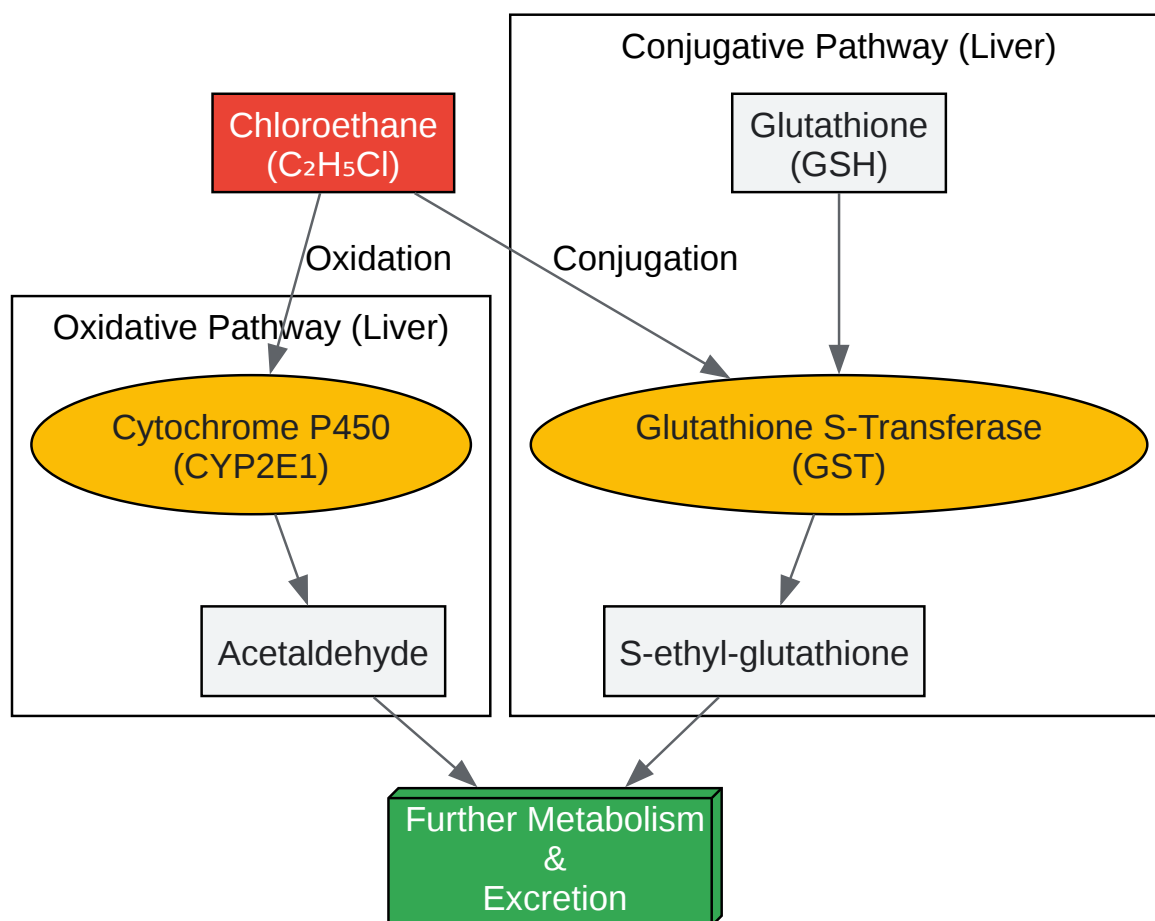 Conjugative Pathway (Liver)
Chloroethane
(C₂H₅Cl)
Glutathione
(GSH)
Oxidation
Conjugation
Oxidative Pathway (Liver)
Cytochrome P450
(CYP2E1)
Glutathione S-Transferase
(GST)
Acetaldehyde
S-ethyl-glutathione
Further Metabolism
&
Excretion